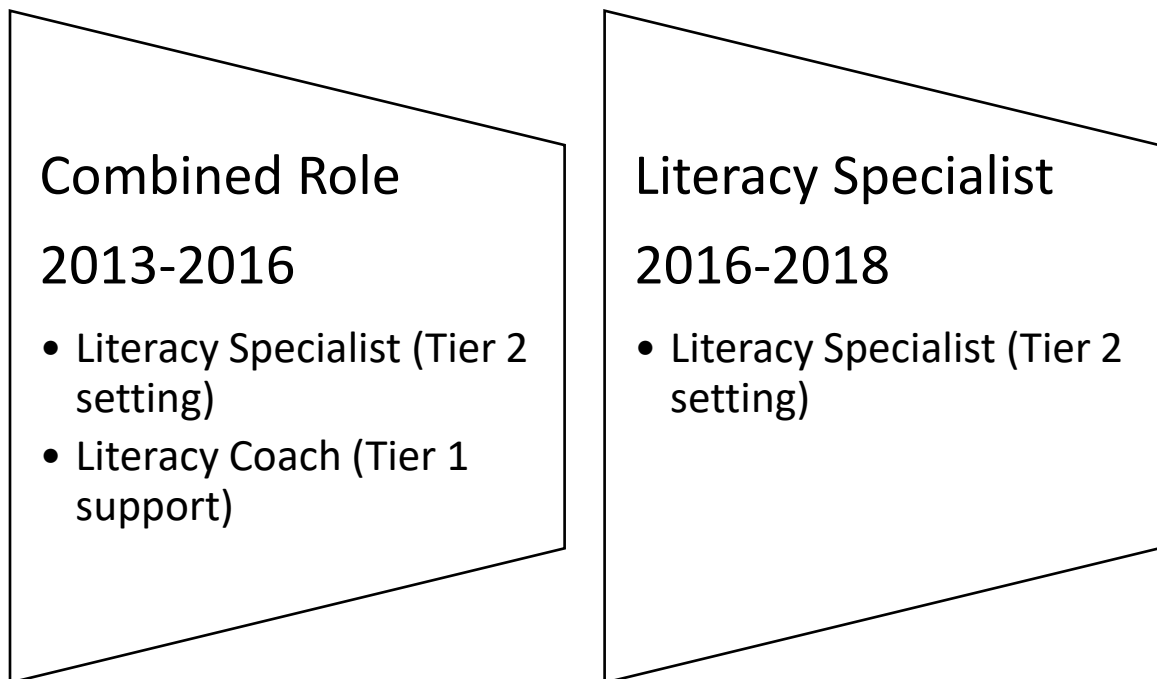 Combined Role
2013-2016
• Literacy Specialist (Tier 2
setting)
• Literacy Coach (Tier 1
support)
Literacy Specialist
2016-2018
• Literacy Specialist (Tier 2
setting)